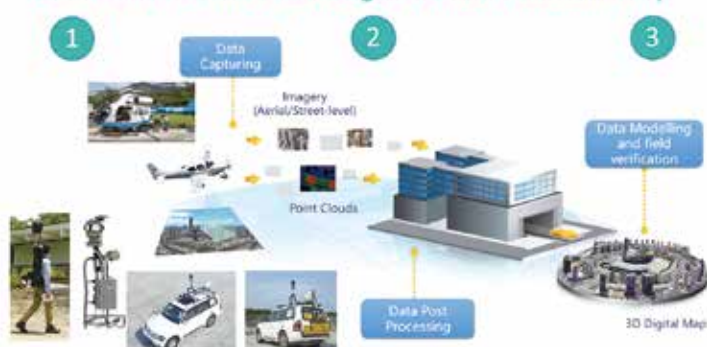 1
2
3
Data
Capturing
Imagery
(Aerial/Street-level)
Data Modelling
and field
verification
Point Clouds
Data Post
Processing
3D Digital Map